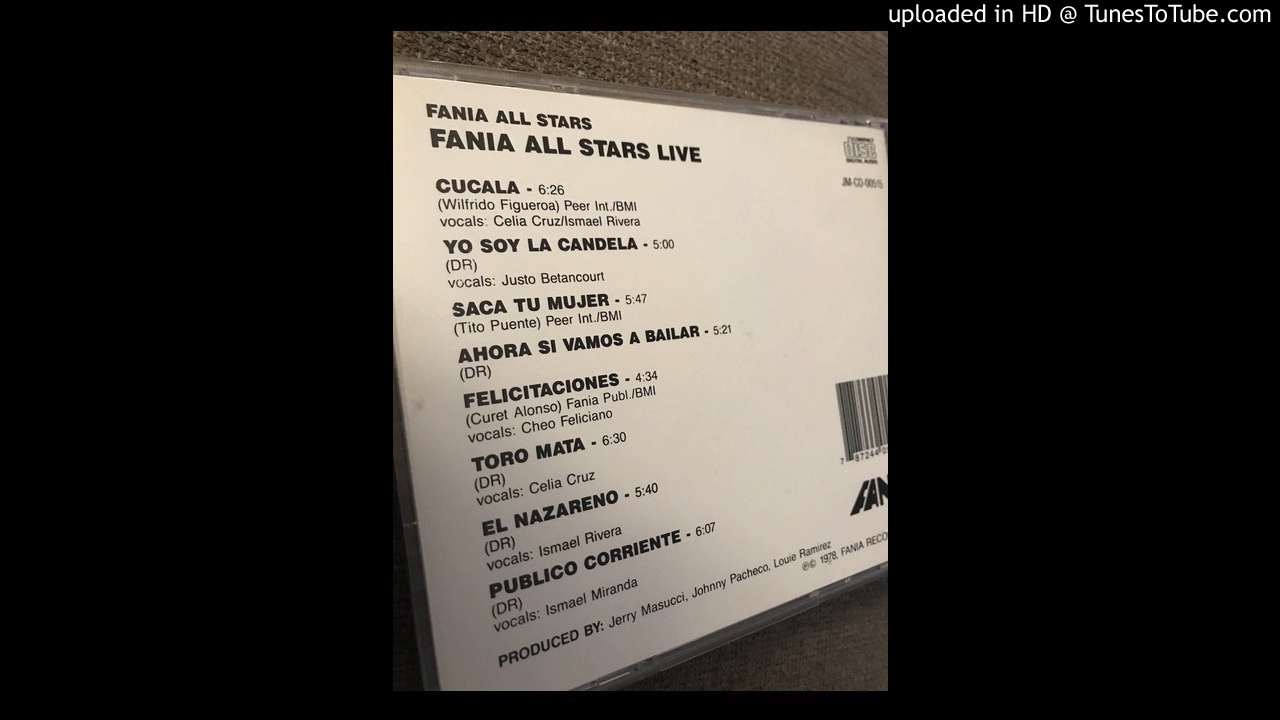 uploaded in HD @ TunesToTube.com
FANIA ALL STARS
FANIA ALL STARS LIVE
COMPACT
disc
DIGITAL AUDIO
CUCALA - 6:26
(Wilfrido Figueroa) Peer Int./BMI
vocals: Celia Cruz/Ismael Rivera
YO SOY LA CANDELA - 5:00
(DR)
vocals: Justo Betancourt
SACA TU MUJER - 5:47
(Tito Puente) Peer Int./BMI
AHORA SI VAMOS A BAILAR - 5:21
(DR)
FELICITACIONES - 4:34
(Curet Alonso) Fania Publ./BMI
vocals: Cheo Feliciano
TORO MATA - 6:30
(DR)
vocals: Celia Cruz
EL NAZARENO - 5:40
(DR)
vocals: Ismael Rivera
PUBLICO CORRIENTE - 6:07
(DR)
vocals: Ismael Miranda
PRODUCED BY: Jerry Masucci, Johnny Pacheco, Louie Ramirez
℗© 1978, FANIA RECO
FAN